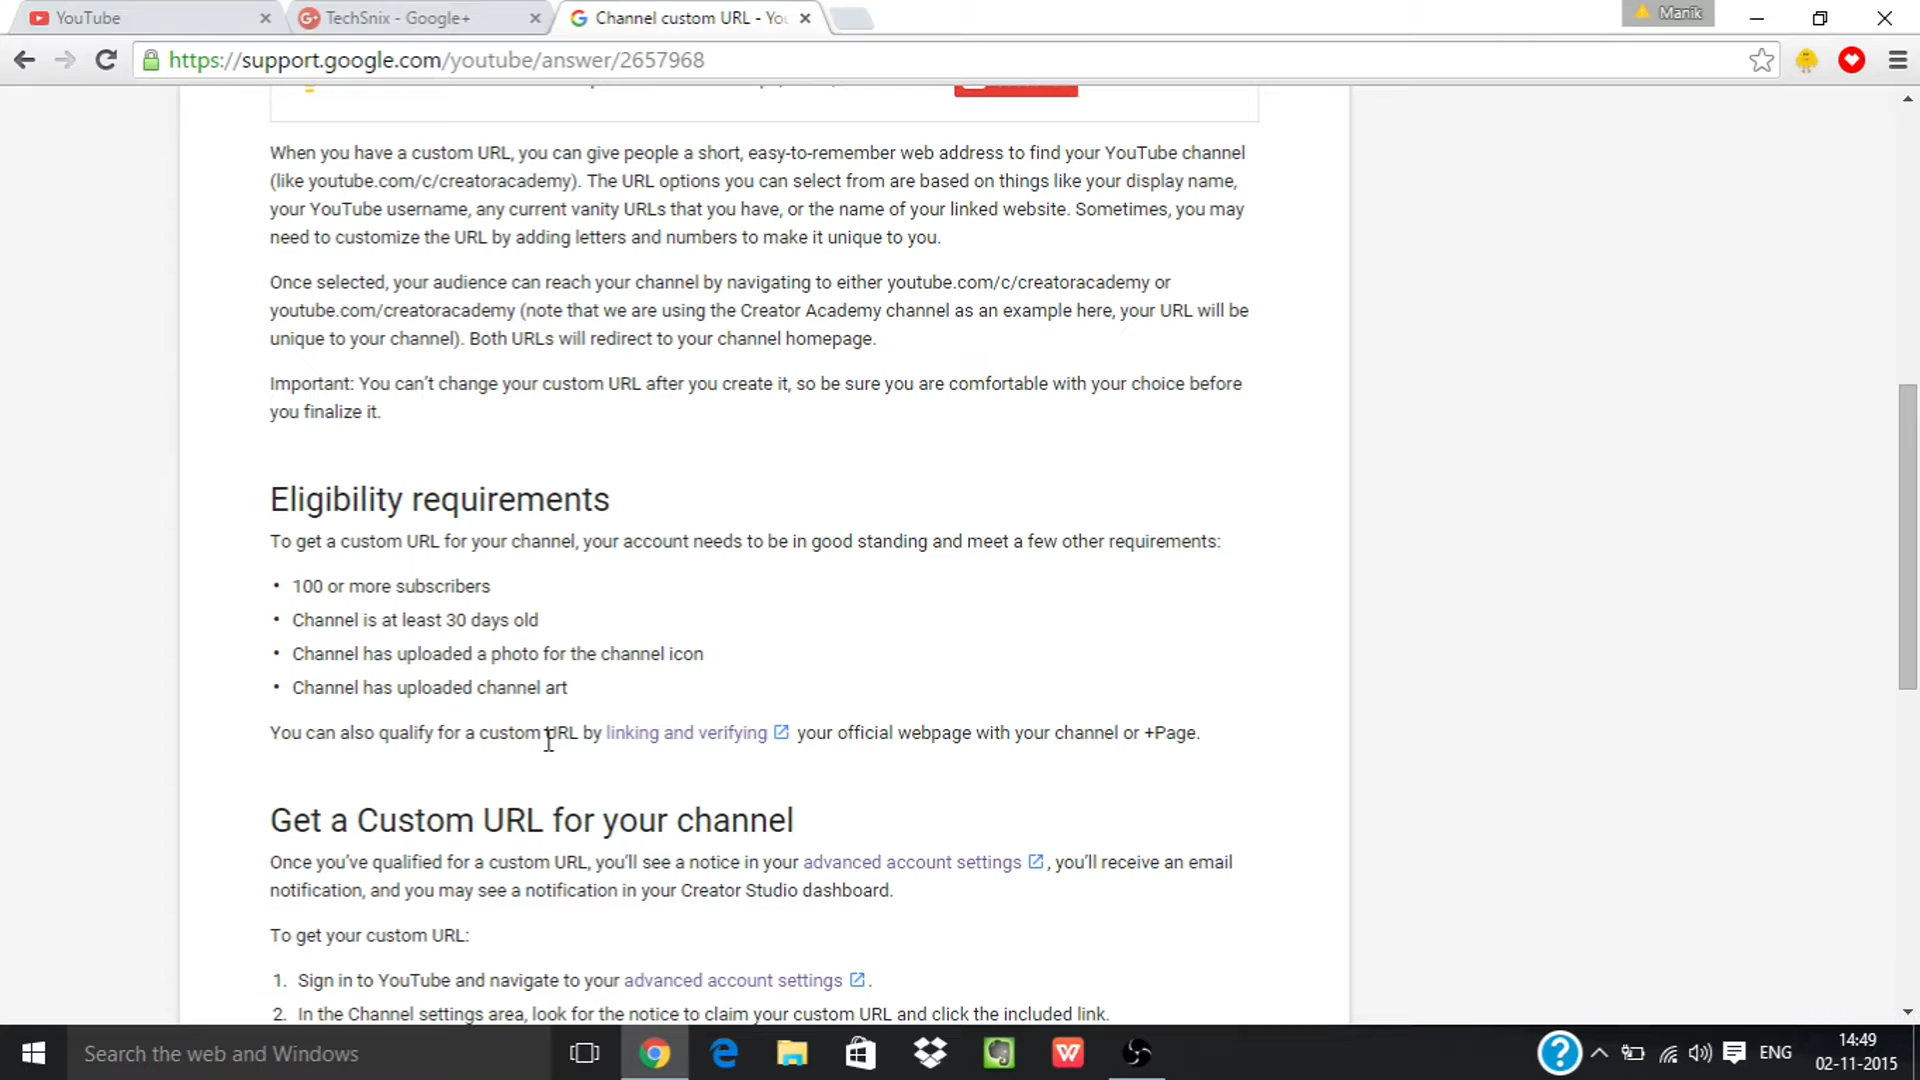 YouTube
TechSnix - Google+
Channel custom URL - You
Manik
https://support.google.com/youtube/answer/2657968
When you have a custom URL, you can give people a short, easy-to-remember web address to find your YouTube channel
(like youtube.com/c/creatoracademy). The URL options you can select from are based on things like your display name,
your YouTube username, any current vanity URLs that you have, or the name of your linked website. Sometimes, you may
need to customize the URL by adding letters and numbers to make it unique to you.
Once selected, your audience can reach your channel by navigating to either youtube.com/c/creatoracademy or
youtube.com/creatoracademy (note that we are using the Creator Academy channel as an example here, your URL will be
unique to your channel). Both URLs will redirect to your channel homepage.
Important: You can't change your custom URL after you create it, so be sure you are comfortable with your choice before
you finalize it.
Eligibility requirements
To get a custom URL for your channel, your account needs to be in good standing and meet a few other requirements:
• 100 or more subscribers
• Channel is at least 30 days old
• Channel has uploaded a photo for the channel icon
• Channel has uploaded channel art
You can also qualify for a custom URL by linking and verifying your official webpage with your channel or +Page.
Get a Custom URL for your channel
Once you've qualified for a custom URL, you'll see a notice in your advanced account settings , you'll receive an email
notification, and you may see a notification in your Creator Studio dashboard.
To get your custom URL:
1. Sign in to YouTube and navigate to your advanced account settings .
2. In the Channel settings area, look for the notice to claim your custom URL and click the included link.
Search the web and Windows
ENG
14:49
02-11-2015